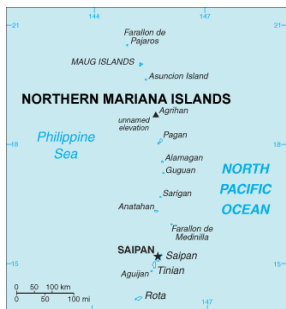 144
147
21
21
Farallon de
Pajaros
MAUG ISLANDS
Asuncion Island
NORTHERN MARIANA ISLANDS
Agrihan
unnamed
elevation
Philippine
Sea
Pagan
18
18
Alamagan
Guguan
NORTH
PACIFIC
OCEAN
Sarigan
Anatahan
Farallon de
Medinilla
SAIPAN
Saipan
15
15
Aguijan
Tinian
0 50 100 km
0 50 100 mi
Rota
147